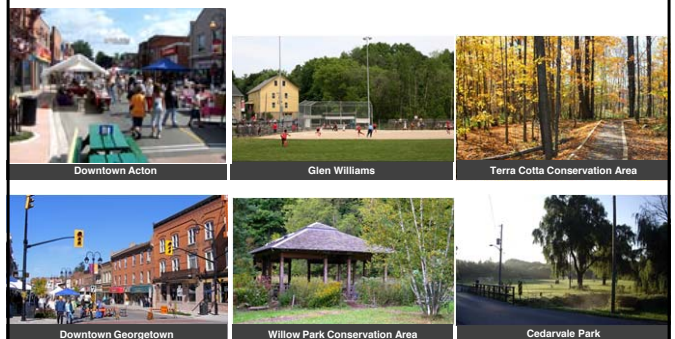 Downtown Acton
Glen Williams
Terra Cotta Conservation Area
Downtown Georgetown
Willow Park Conservation Area
Cedarvale Park